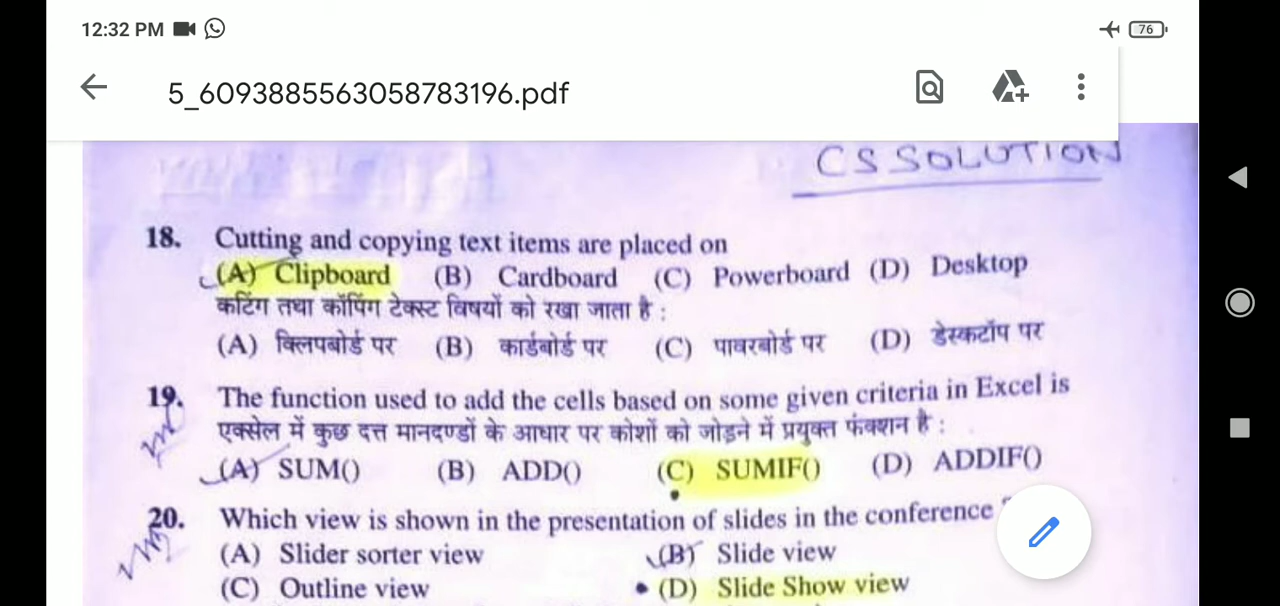 12:32 PM
76
5_6093885563058783196.pdf
CS SOLUTION
18. Cutting and copying text items are placed on
(A) Clipboard (B) Cardboard (C) Powerboard (D) Desktop
कटिंग तथा कॉपिंग टेक्स्ट विषयों को रखा जाता है :
(A) क्लिपबोर्ड पर (B) कार्डबोर्ड पर (C) पावरबोर्ड पर (D) डेस्कटॉप पर
19. The function used to add the cells based on some given criteria in Excel is
एक्सेल में कुछ दत्त मानदण्डों के आधार पर कोशों को जोड़ने में प्रयुक्त फंक्शन है :
(A) SUM() (B) ADD() (C) SUMIF() (D) ADDIF()
20. Which view is shown in the presentation of slides in the conference
(A) Slider sorter view (B) Slide view
(C) Outline view (D) Slide Show view